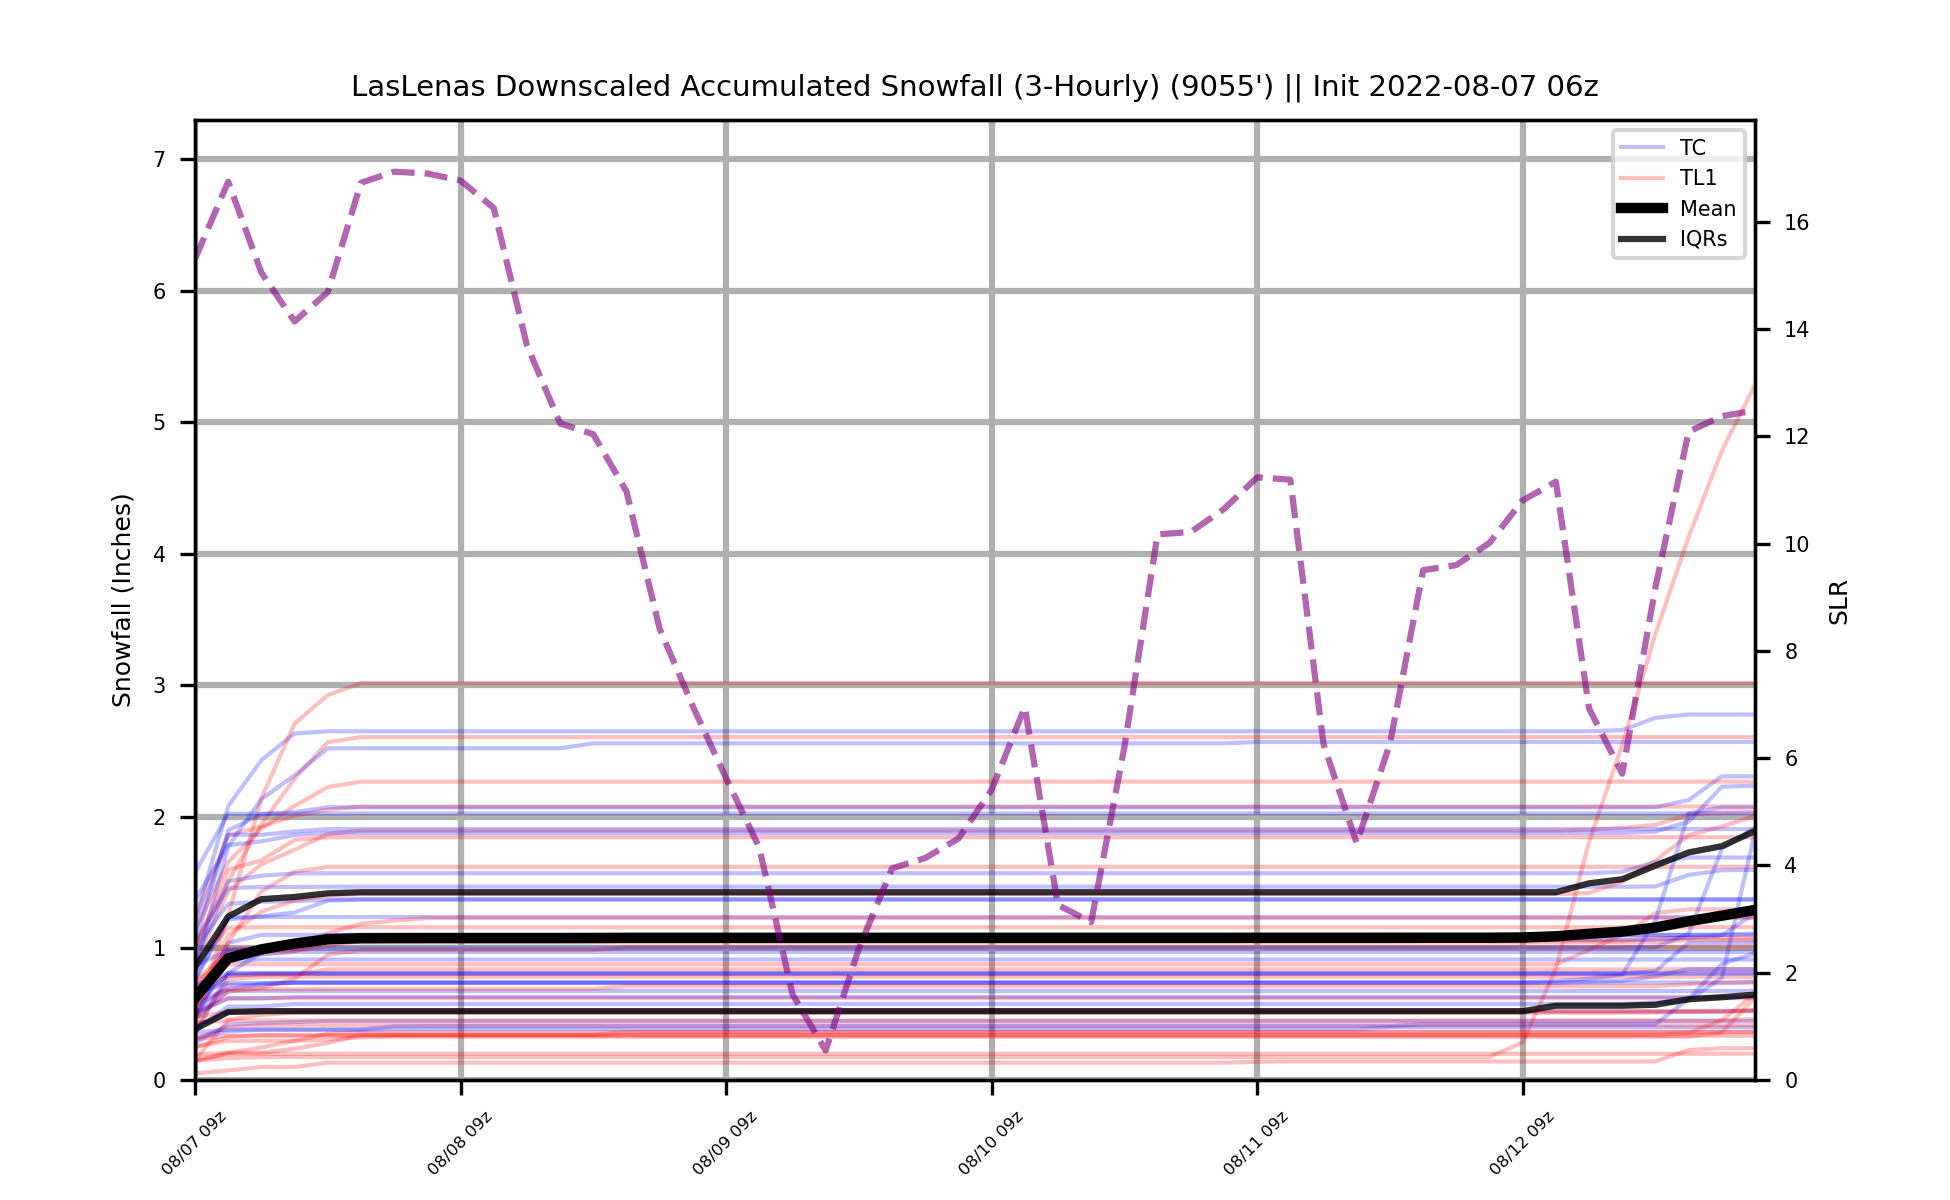 LasLenas Downscaled Accumulated Snowfall (3-Hourly) (9055') || Init 2022-08-07 06z
TC
TL1
Mean
IQRs
Snowfall (Inches)
7
6
5
4
3
2
1
0
SLR
16
14
12
10
8
6
4
2
0
08/07 09z
08/08 09z
08/09 09z
08/10 09z
08/11 09z
08/12 09z